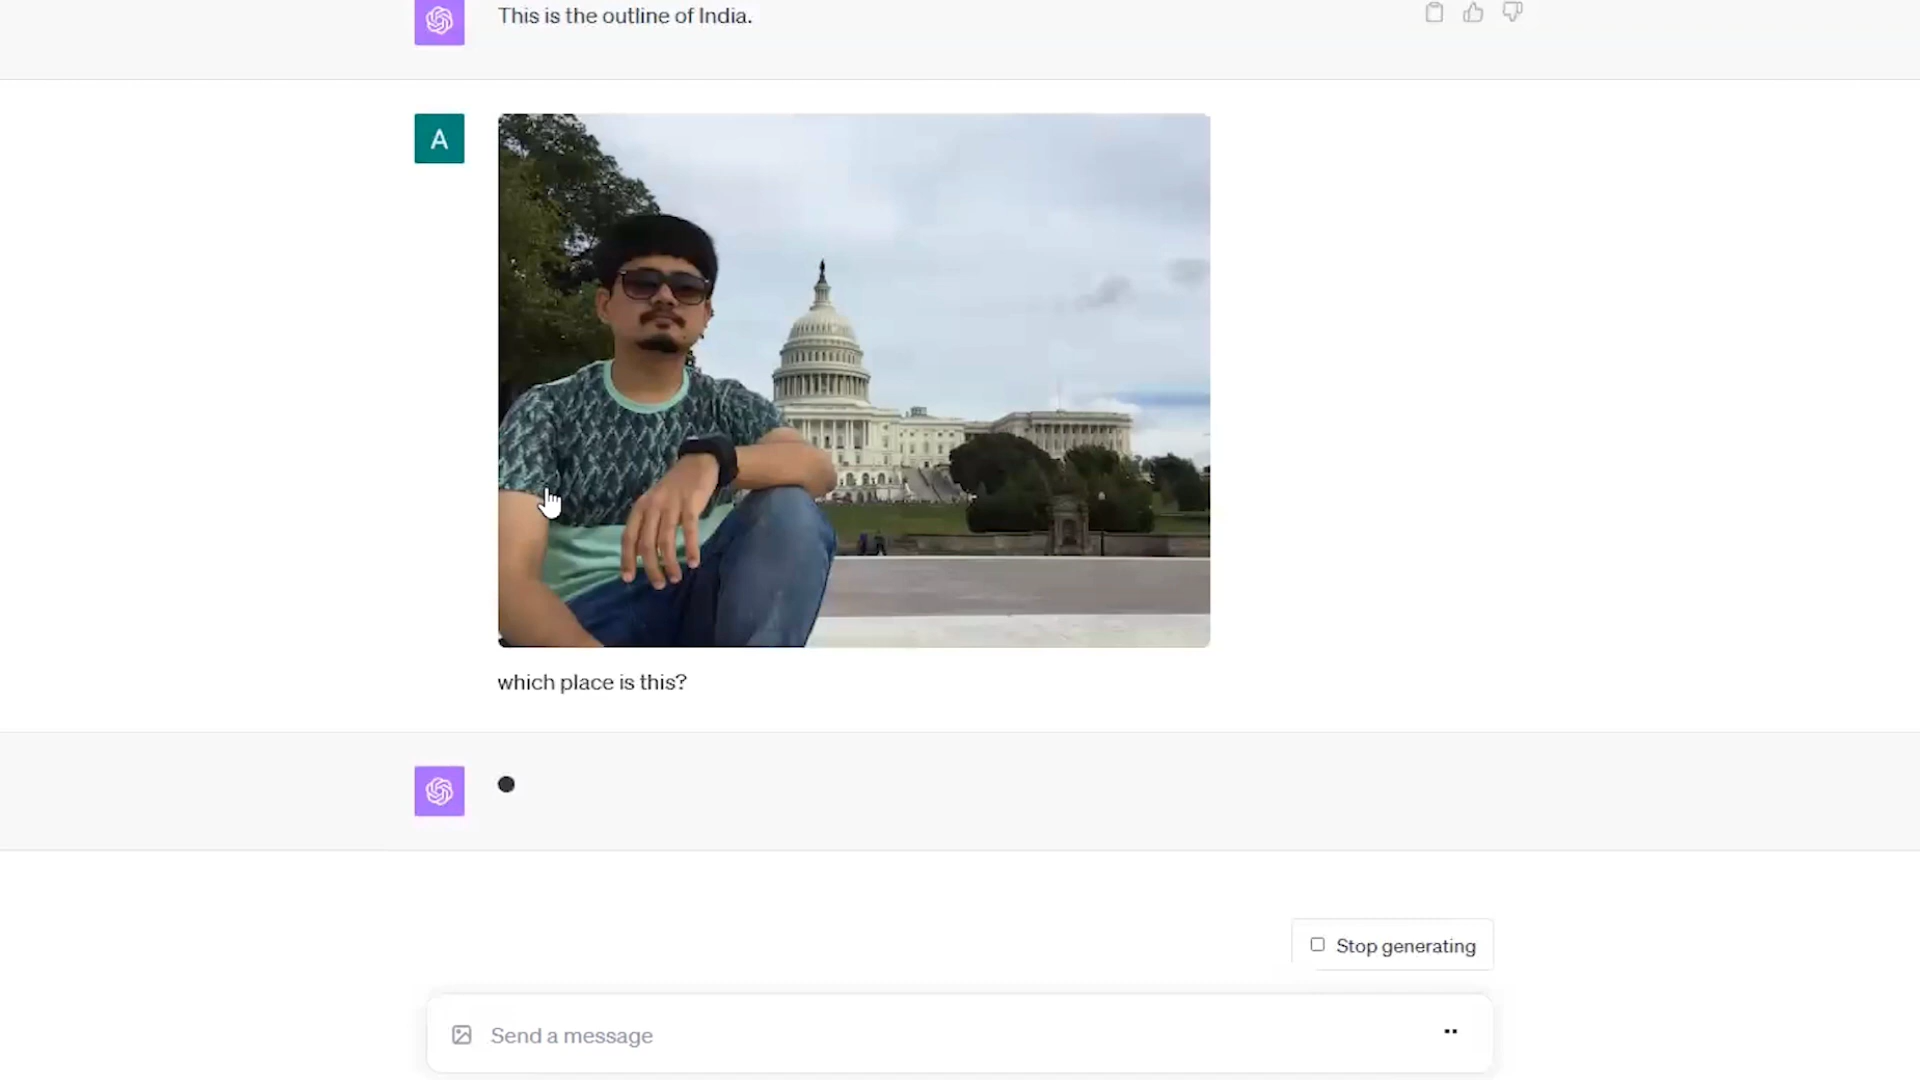 This is the outline of India.
A
which place is this?
Stop generating
Send a message